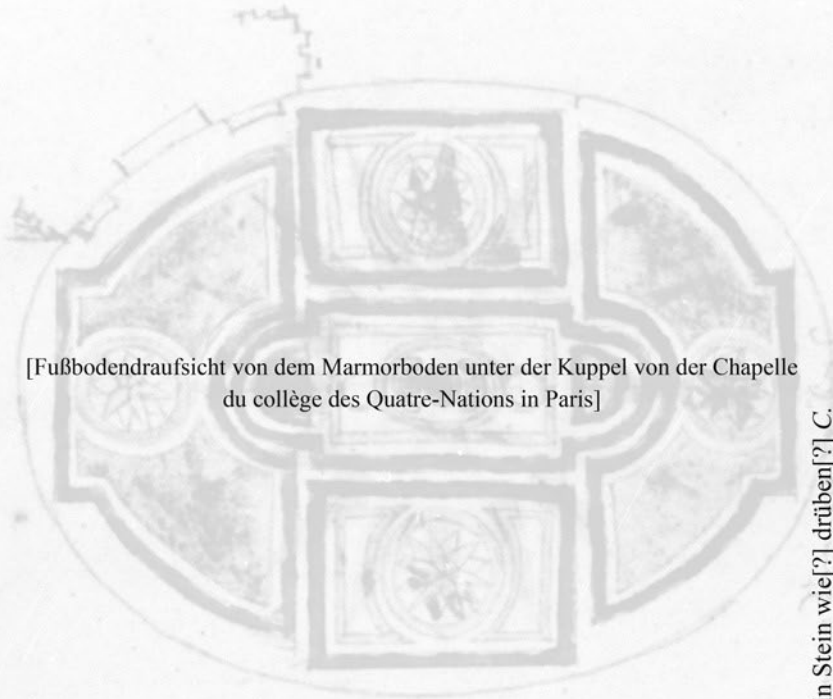 [Fußbodendraufsicht von dem Marmorboden unter der Kuppel von der Chapelle
du collège des Quatre-Nations in Paris]
Stein wie[?] drüben[?] C.